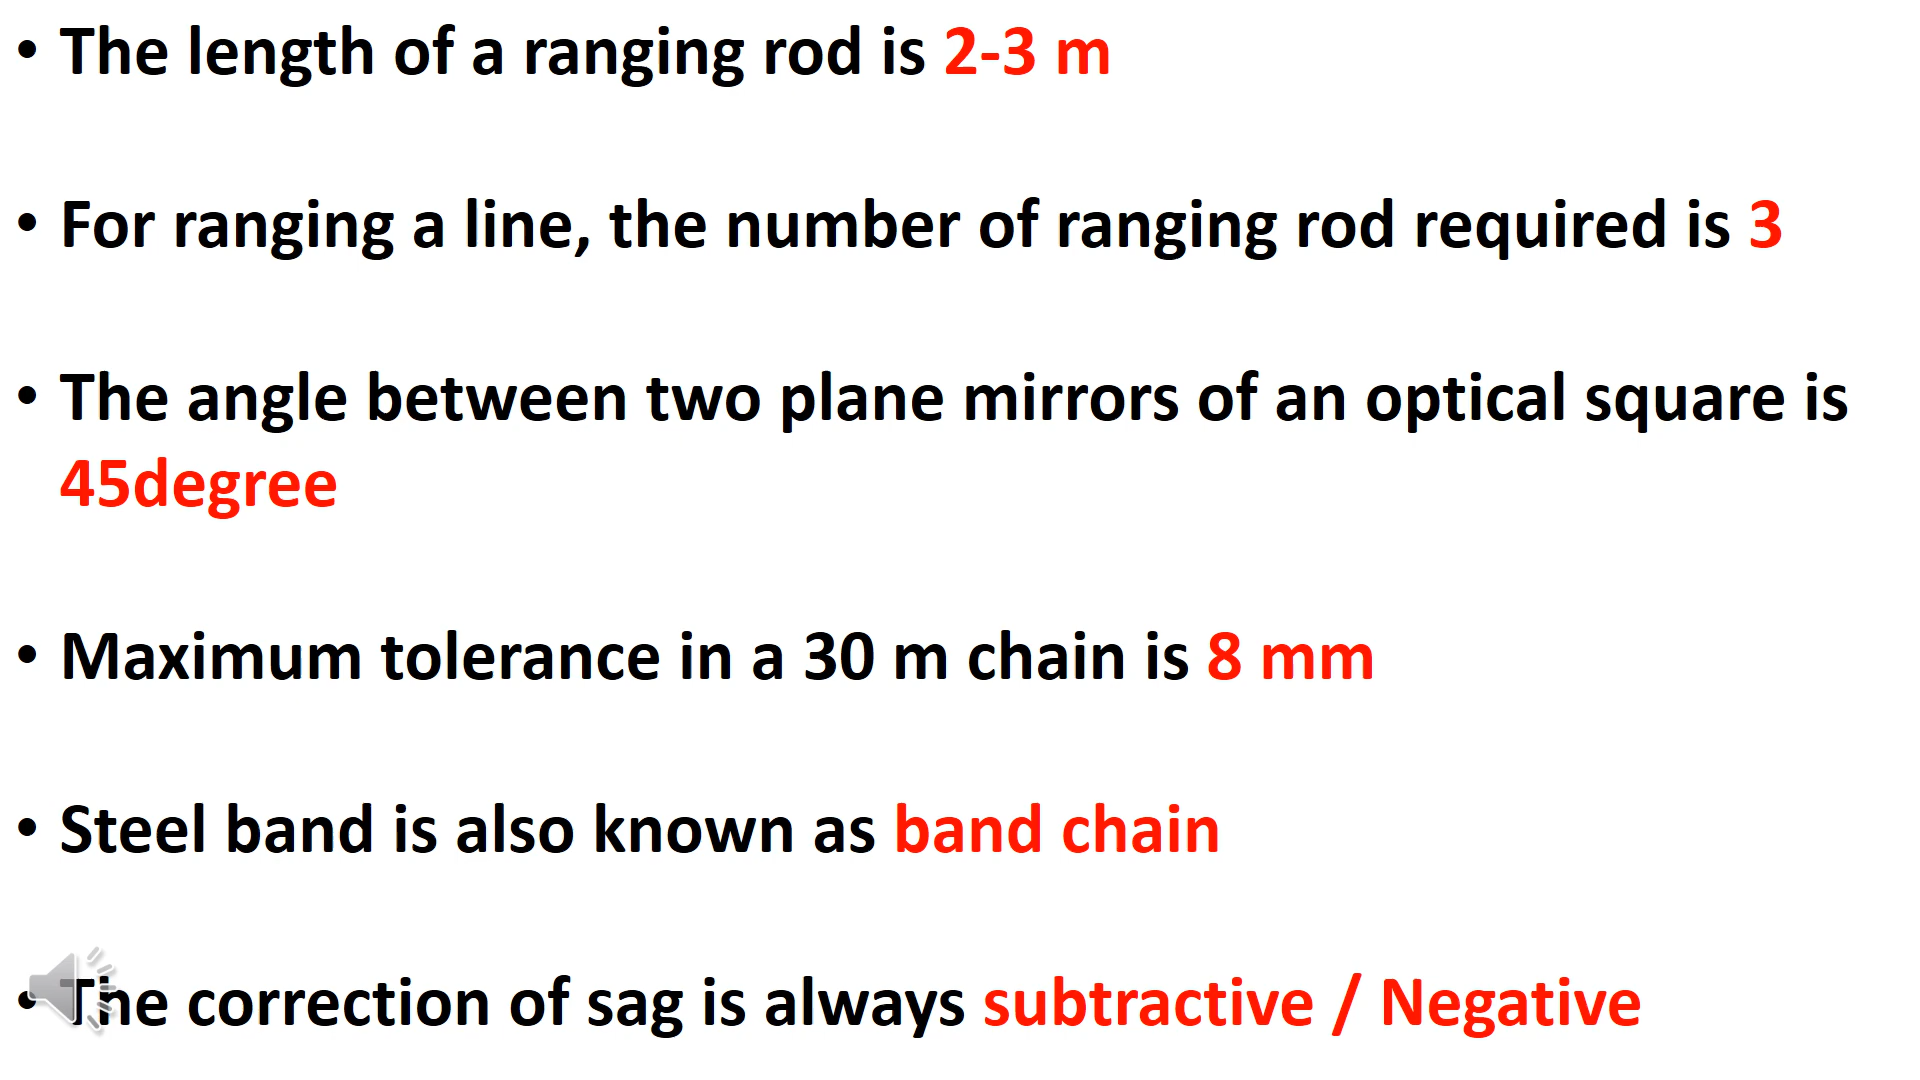 • The length of a ranging rod is 2-3 m
• For ranging a line, the number of ranging rod required is 3
• The angle between two plane mirrors of an optical square is
45degree
• Maximum tolerance in a 30 m chain is 8 mm
• Steel band is also known as band chain
• The correction of sag is always subtractive / Negative